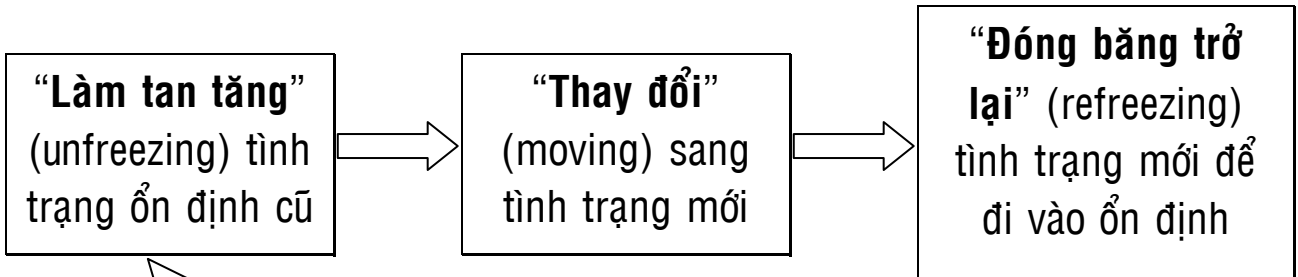 “Làm tan tăng”
(unfreezing) tình
trạng ổn định cũ
“Thay đổi”
(moving) sang
tình trạng mới
“Đóng băng trở
lại” (refreezing)
tình trạng mới để
đi vào ổn định